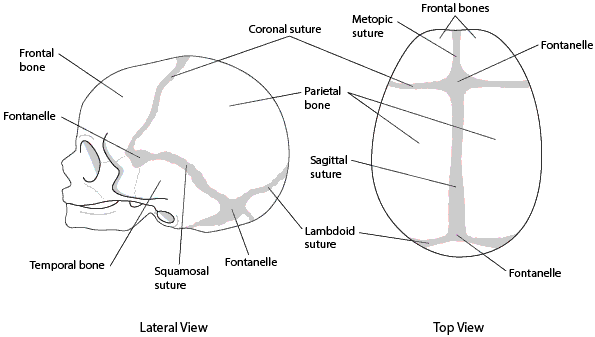 Coronal suture
Frontal
bone
Fontanelle
Parietal
bone
Temporal bone
Squamosal
suture
Fontanelle
Lambdoid
suture
Lateral View
Metopic
suture
Frontal bones
Fontanelle
Sagittal
suture
Fontanelle
Top View